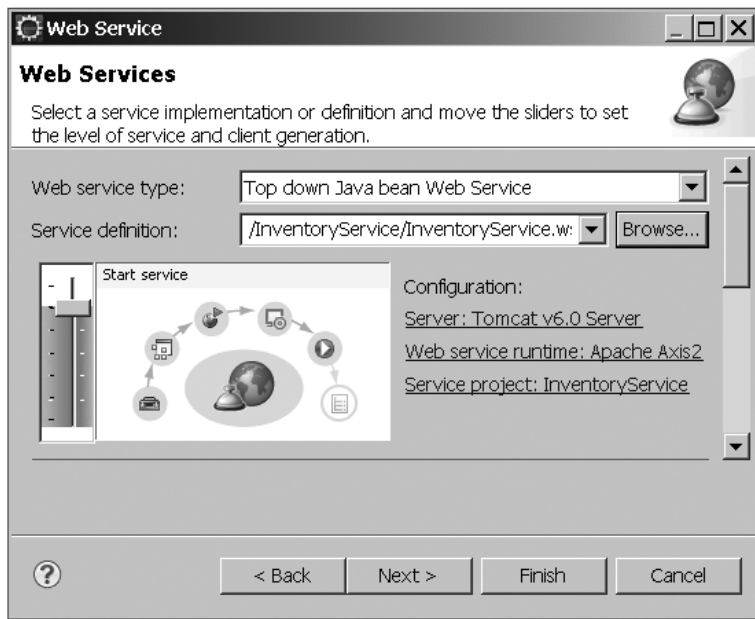 Web Service
Web Services
Select a service implementation or definition and move the sliders to set
the level of service and client generation.
Web service type:
Top down Java bean Web Service
Service definition:
/InventoryService/InventoryService.ws
Browse...
Start service
Configuration:
Server: Tomcat v6.0 Server
Web service runtime: Apache Axis2
Service project: InventoryService
?
< Back
Next >
Finish
Cancel